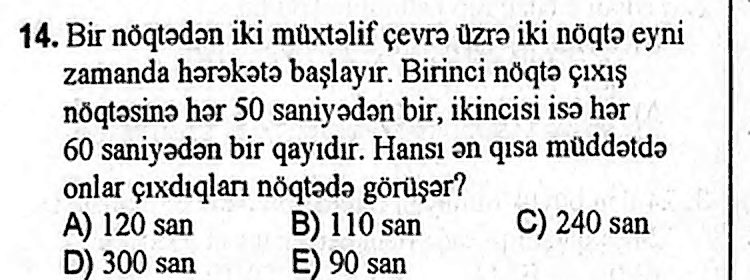 14. Bir nöqtədən iki müxtəlif çevrə üzrə iki nöqtə eyni
zamanda hərəkətə başlayır. Birinci nöqtə çıxış
nöqtəsinə hər 50 saniyədən bir, ikincisi isə hər
60 saniyədən bir qayıdır. Hansı ən qısa müddətdə
onlar çıxdıqları nöqtədə görüşər?
A) 120 san B) 110 san C) 240 san
D) 300 san E) 90 san